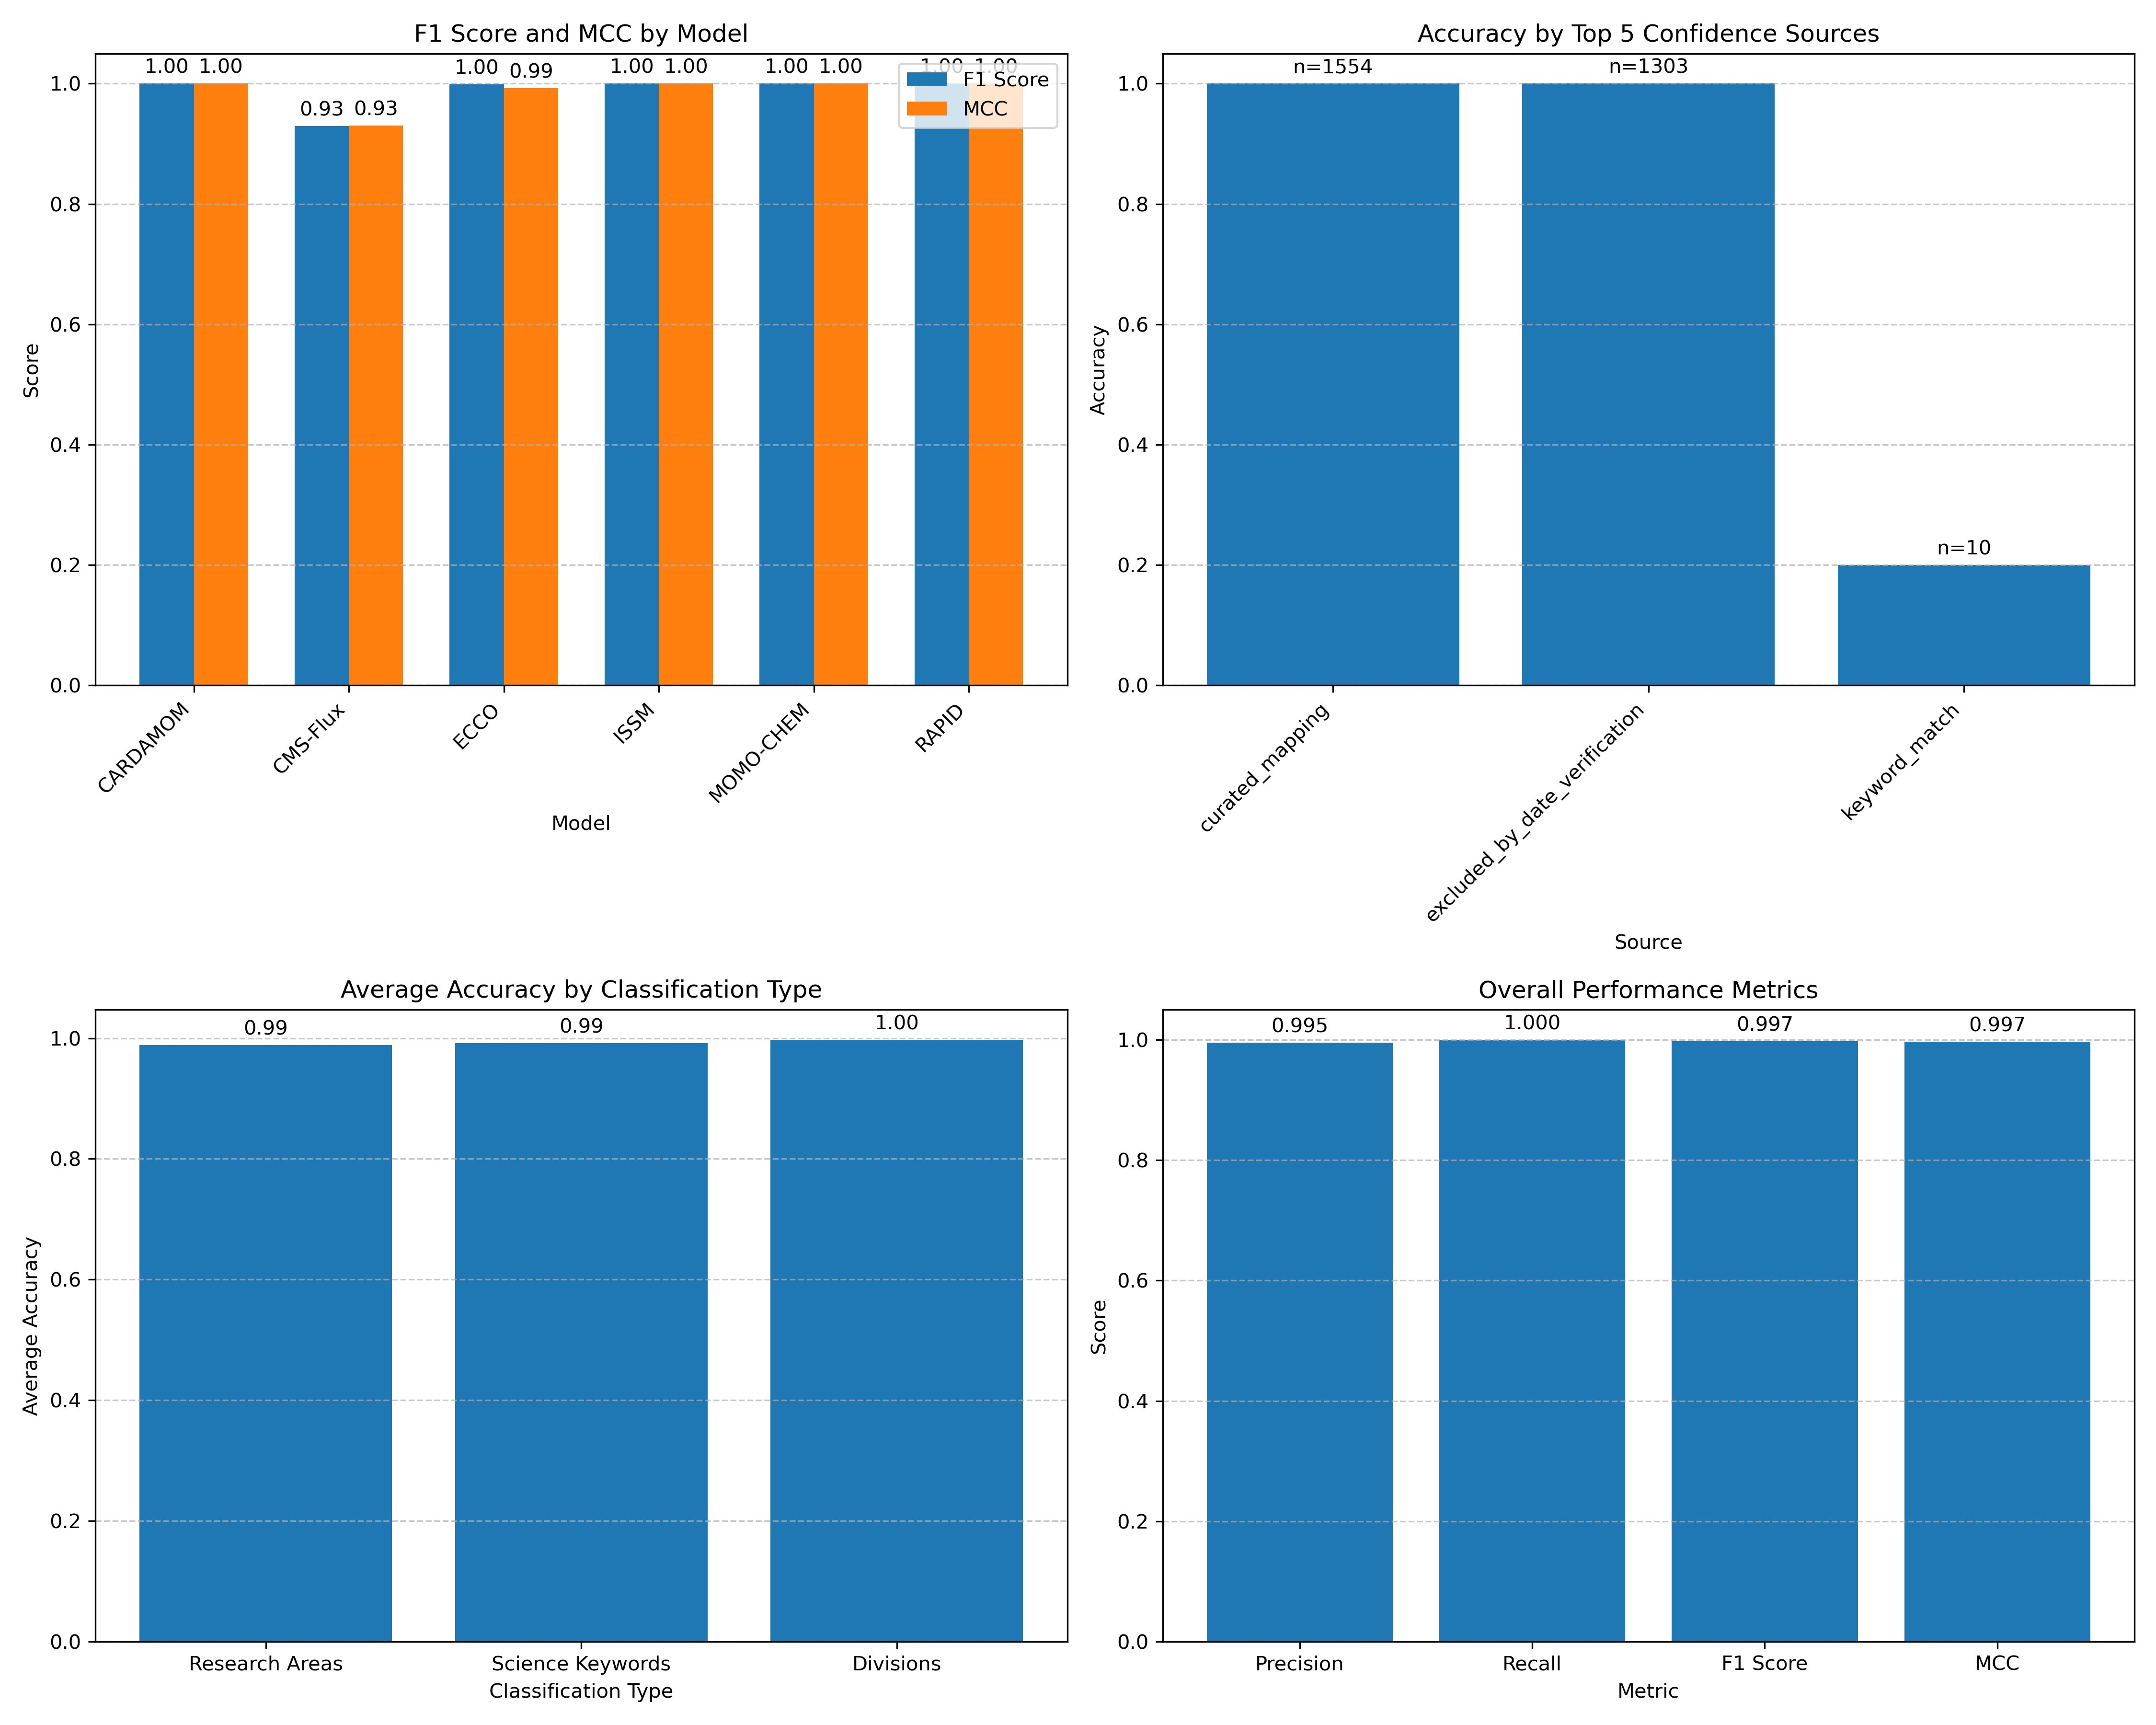 F1 Score and MCC by Model
1.00 1.00 0.93 0.93 1.00 0.99 1.00 1.00 1.00 1.00 1.00 1.00
F1 Score
MCC
Score
1.0
0.8
0.6
0.4
0.2
0.0
CARDAMOM
CMS-Flux
ECCO
ISSM
MOMO-CHEM
RAPID
Model
Accuracy by Top 5 Confidence Sources
n=1554
n=1303
n=10
Accuracy
1.0
0.8
0.6
0.4
0.2
0.0
curated_mapping
excluded_by_date_verification
keyword_match
Source
Average Accuracy by Classification Type
0.99
0.99
1.00
Average Accuracy
1.0
0.8
0.6
0.4
0.2
0.0
Research Areas
Science Keywords
Divisions
Classification Type
Overall Performance Metrics
0.995
1.000
0.997
0.997
Score
1.0
0.8
0.6
0.4
0.2
0.0
Precision
Recall
F1 Score
MCC
Metric